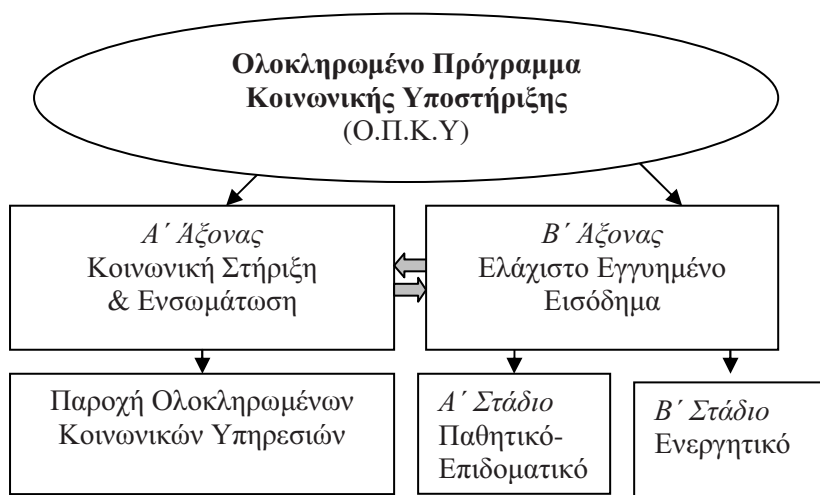 Ολοκληρωμένο Πρόγραμμα
Κοινωνικής Υποστήριξης
(Ο.Π.Κ.Υ)
Α΄ Άξονας
Κοινωνική Στήριξη
& Ενσωμάτωση
Β΄ Άξονας
Ελάχιστο Εγγυημένο
Εισόδημα
Παροχή Ολοκληρωμένων
Κοινωνικών Υπηρεσιών
Α΄ Στάδιο
Παθητικό-
Επιδοματικό
Β΄ Στάδιο
Ενεργητικό